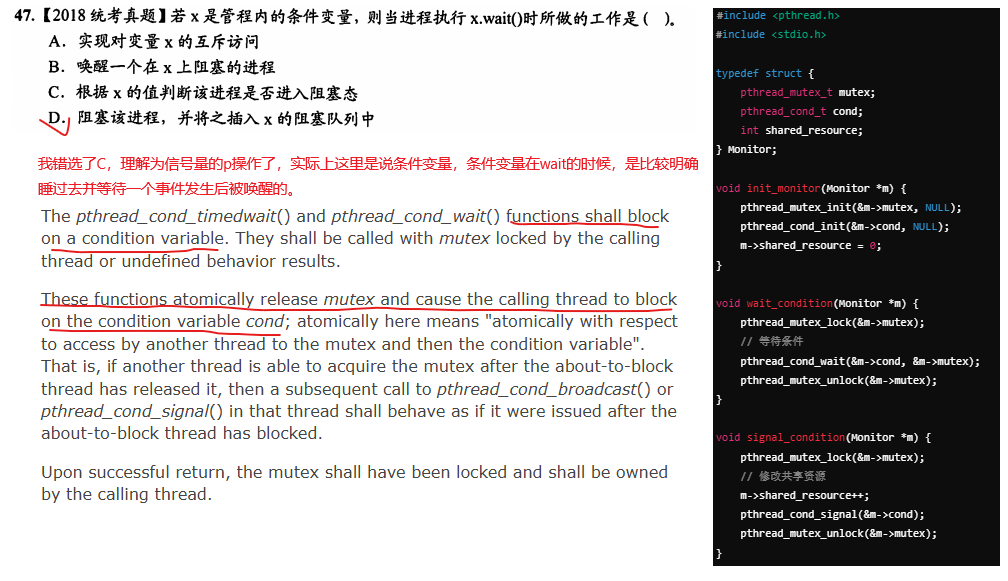 47.【2018 统考真题】若 x 是管程内的条件变量，则当进程执行 x.wait()时所做的工作是（ ）。
A．实现对变量 x 的互斥访问
B．唤醒一个在 x 上阻塞的进程
C．根据 x 的值判断该进程是否进入阻塞态
D．阻塞该进程，并将之插入 x 的阻塞队列中
我错选了C，理解为信号量的p操作了，实际上这里是说条件变量，条件变量在wait的时候，是比较明确
睡过去并等待一个事件发生后被唤醒的。
The pthread_cond_timedwait() and pthread_cond_wait() functions shall block
on a condition variable. They shall be called with mutex locked by the calling
thread or undefined behavior results.
These functions atomically release mutex and cause the calling thread to block
on the condition variable cond; atomically here means "atomically with respect
to access by another thread to the mutex and then the condition variable".
That is, if another thread is able to acquire the mutex after the about-to-block
thread has released it, then a subsequent call to pthread_cond_broadcast() or
pthread_cond_signal() in that thread shall behave as if it were issued after the
about-to-block thread has blocked.
Upon successful return, the mutex shall have been locked and shall be owned
by the calling thread.
#include <pthread.h>
#include <stdio.h>
typedef struct {
pthread_mutex_t mutex;
pthread_cond_t cond;
int shared_resource;
} Monitor;
void init_monitor(Monitor *m) {
pthread_mutex_init(&m->mutex, NULL);
pthread_cond_init(&m->cond, NULL);
m->shared_resource = 0;
}
void wait_condition(Monitor *m) {
pthread_mutex_lock(&m->mutex);
// 等待条件
pthread_cond_wait(&m->cond, &m->mutex);
pthread_mutex_unlock(&m->mutex);
}
void signal_condition(Monitor *m) {
pthread_mutex_lock(&m->mutex);
// 修改共享资源
m->shared_resource++;
pthread_cond_signal(&m->cond);
pthread_mutex_unlock(&m->mutex);
}